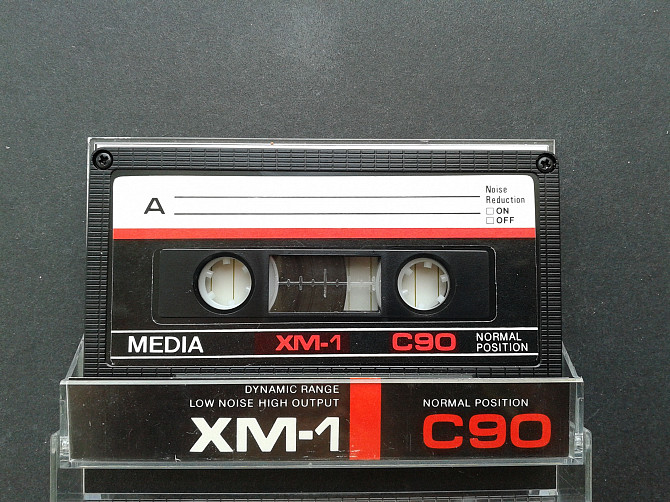 A
Noise
Reduction
ON
OFF
MEDIA XM-1 C90 NORMAL
POSITION
DYNAMIC RANGE
LOW NOISE HIGH OUTPUT
NORMAL POSITION
XM-1 C90